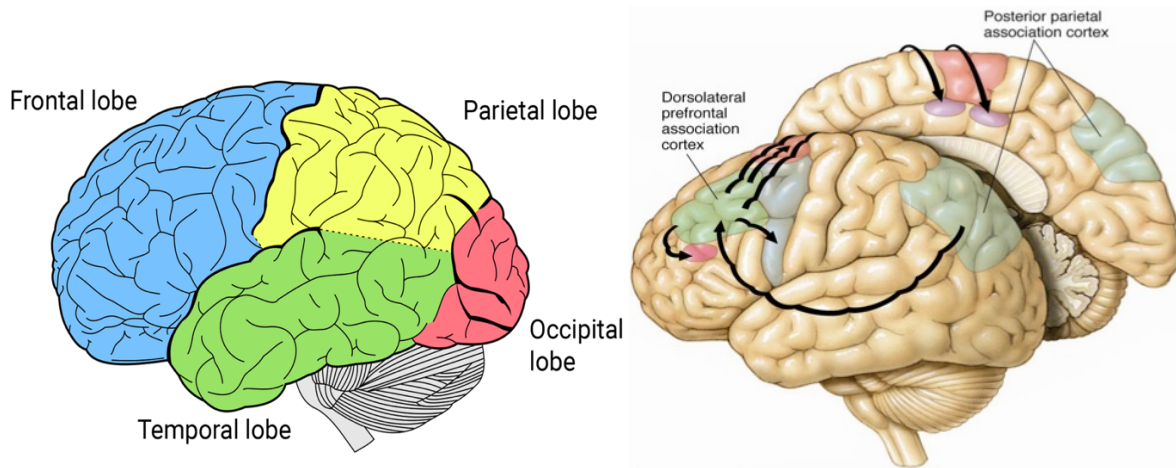 Frontal lobe
Parietal lobe
Occipital
lobe
Temporal lobe
Posterior parietal
association cortex
Dorsolateral
prefrontal
association
cortex